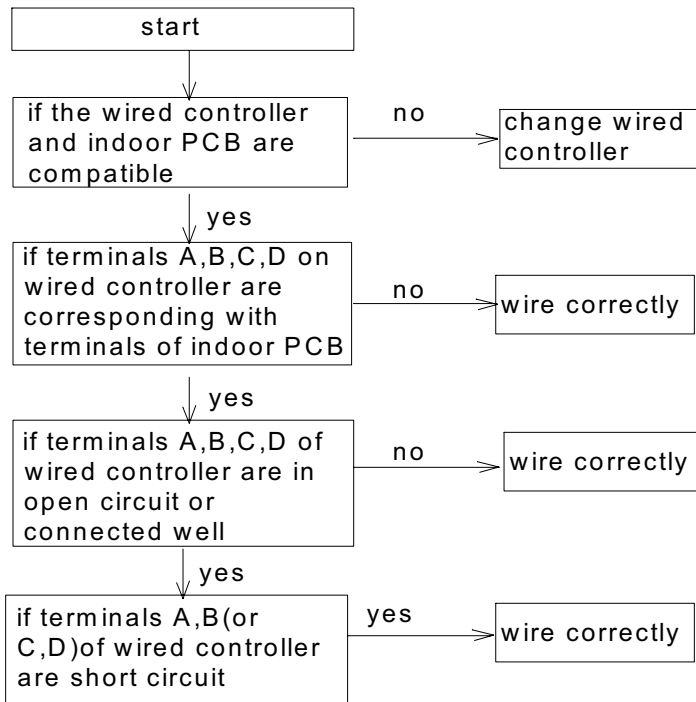 start
if the wired controller
and indoor PCB are
compatible
no
change wired
controller
yes
if terminals A,B,C,D on
wired controller are
corresponding with
terminals of indoor PCB
no
wire correctly
yes
if terminals A,B,C,D of
wired controller are in
open circuit or
connected well
no
wire correctly
yes
if terminals A,B(or
C,D)of wired controller
are short circuit
yes
wire correctly